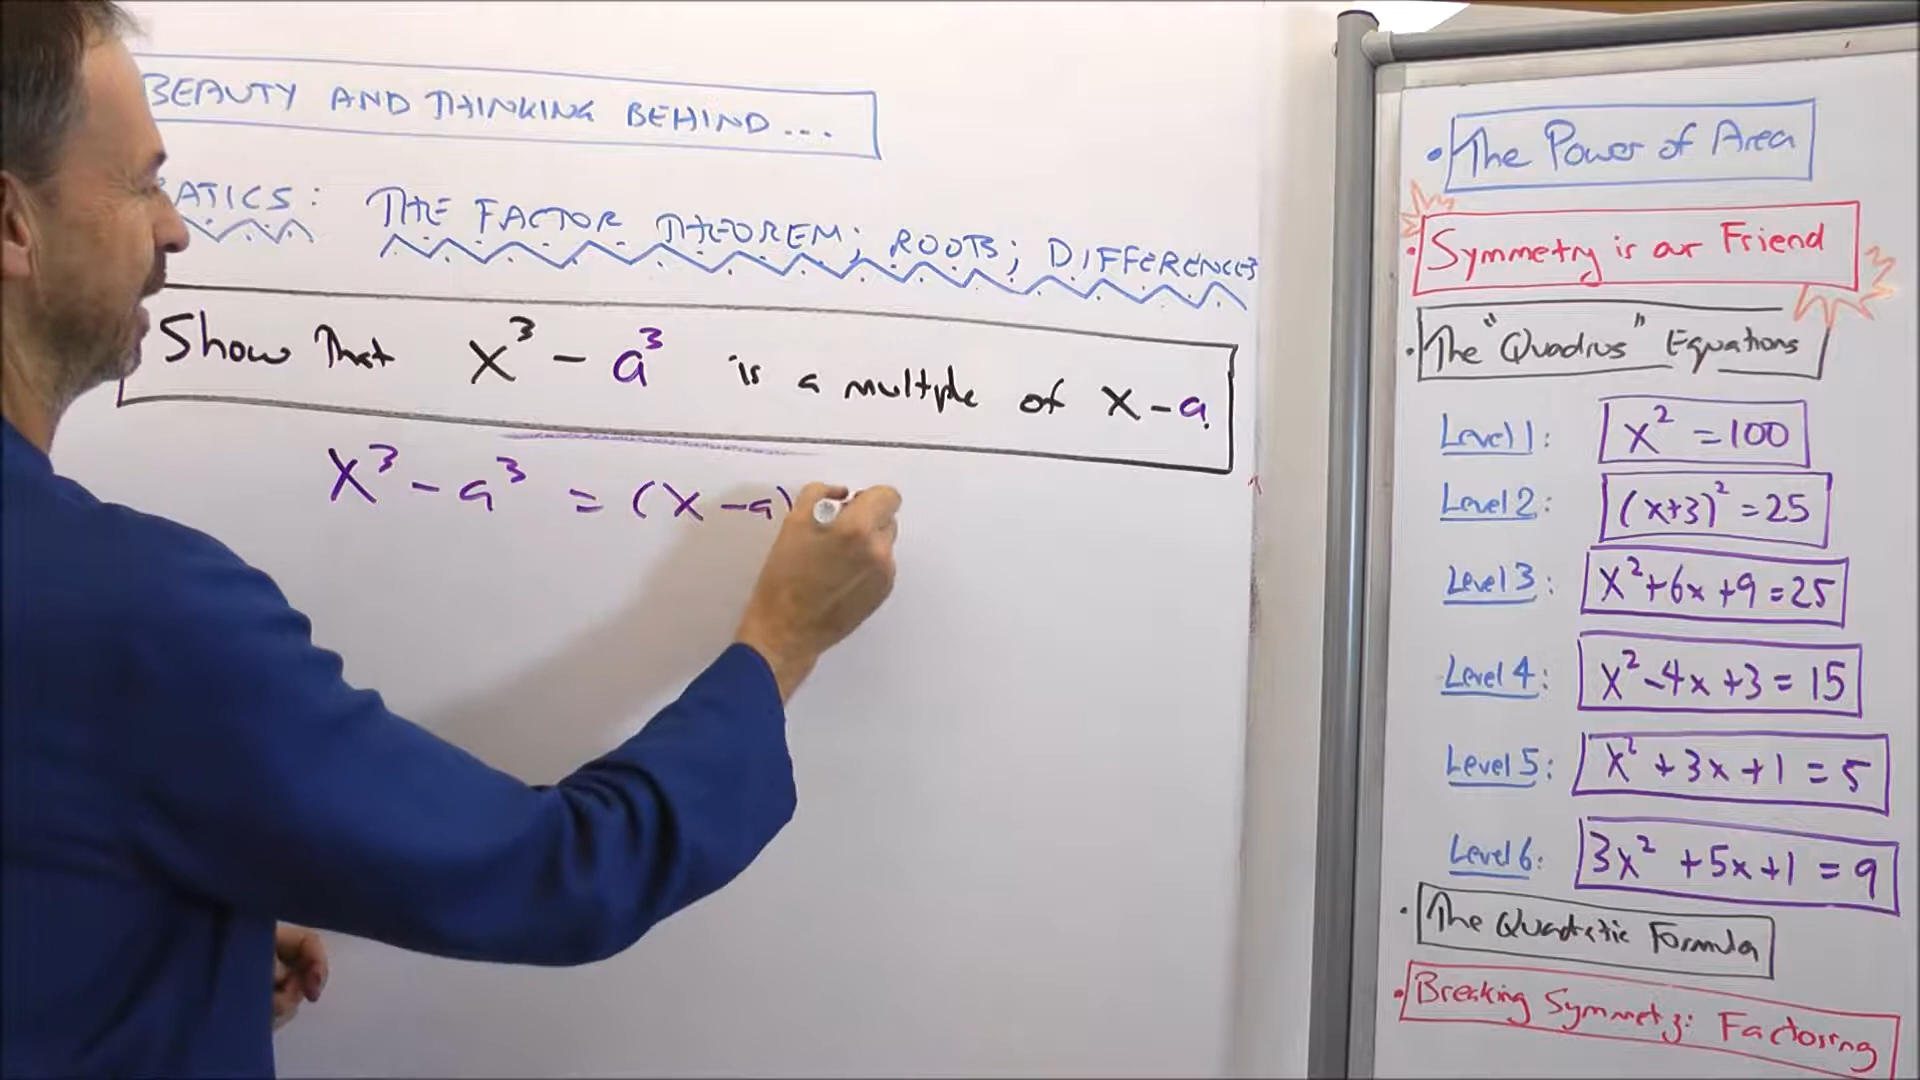 BEAUTY AND THINKING BEHIND...
ATICS: THE FACTOR THEOREM; ROOTS; DIFFERENCES
Show that x³ - a³ is a multple of x-a.
x³ - a³ = (x-a)
• The Power of Area
• Symmetry is our Friend
• The "Quadrus" Equations
Level 1: x² = 100
Level 2: (x+3)² = 25
Level 3: x²+6x+9=25
Level 4: x²-4x+3=15
Level 5: x²+3x+1=5
Level 6: 3x²+5x+1=9
• The Quadratic Formula
• Breaking Symmetry: Factoring